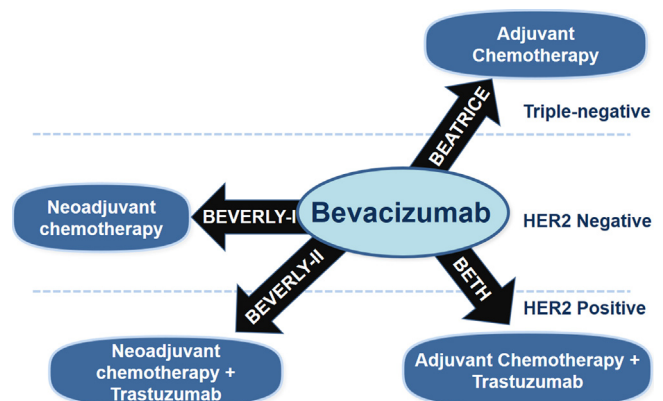 Adjuvant
Chemotherapy
BEATRICE
Triple-negative
Neoadjuvant
chemotherapy
BEVERLY-I
Bevacizumab
HER2 Negative
BEVERLY-II
BETH
HER2 Positive
Neoadjuvant
chemotherapy +
Trastuzumab
Adjuvant Chemotherapy +
Trastuzumab